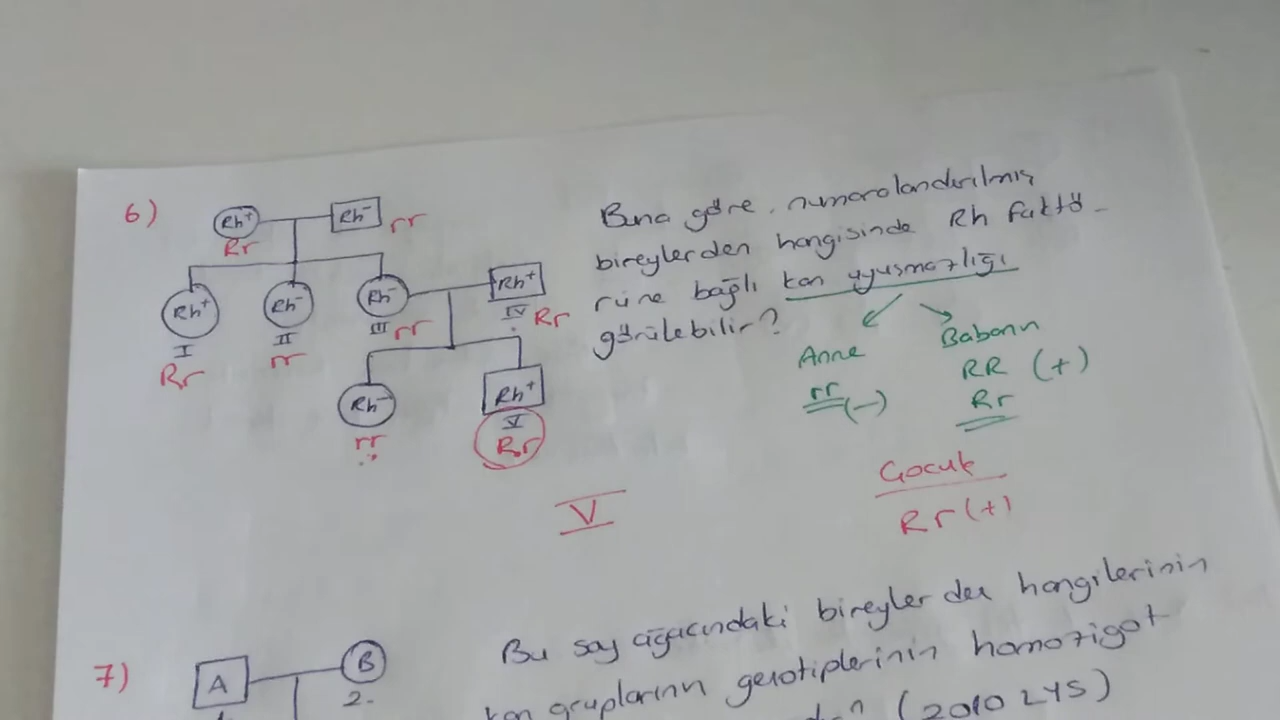 6)
Rh⁺
Rr
Rh⁻
rr
Rh⁺
I
Rr
Rh⁻
II
rr
Rh⁻
III
rr
Rh⁺
IV
Rr
Rh⁻
rr
Rh⁺
V
Rr
Buna göre, numaralandırılmış
bireylerden hangisinde Rh faktö-
rüne bağlı kan uyuşmazlığı
görülebilir?
Anne
rr (-)
Babanın
RR (+)
Rr
Çocuk
Rr (+)
V
7)
A
B
2.
Bu soy ağacındaki bireylerden hangilerinin
kan gruplarının genotiplerinin homozigot
(2010 LYS)